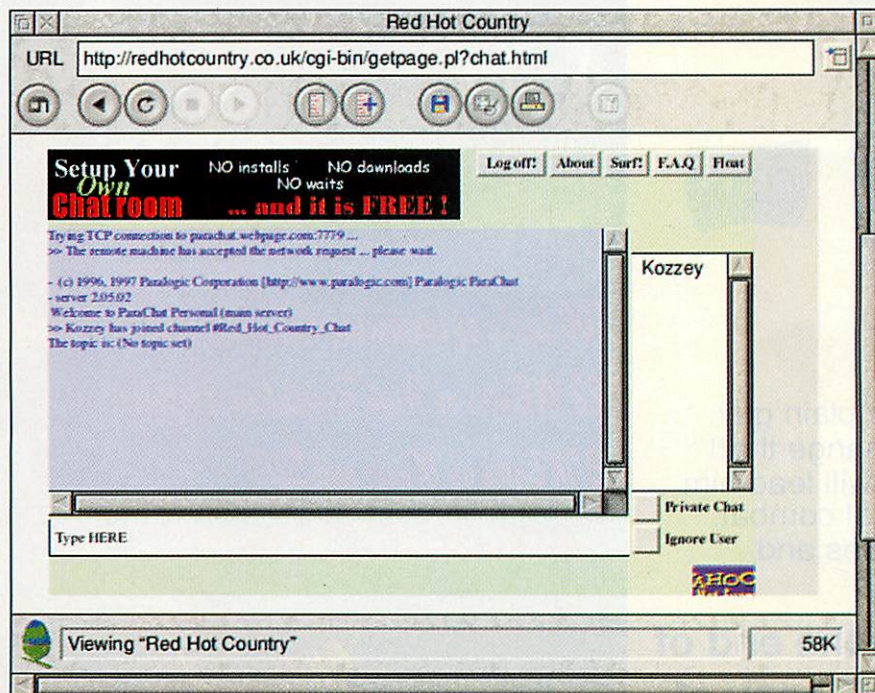 Red Hot Country
URL http://redhotcountry.co.uk/cgi-bin/getpage.pl?chat.html
Setup Your
Own
Chat room
NO installs NO downloads
NO waits
... and it is FREE !
Log off! About Surf! F.A.Q Float
Trying TCP connection to parachat.webpage.com:7779 ...
>> The remote machine has accepted the network request ... please wait.
- (c) 1996, 1997 Paralogic Corporation [http://www.paralogic.com] Paralogic ParaChat
- server 2.05.02
Welcome to ParaChat Personal (main server)
>> Kozzey has joined channel #Red_Hot_Country_Chat
The topic is: (No topic set)
Kozzey
Private Chat
Type HERE
Ignore User
Viewing "Red Hot Country" 58K